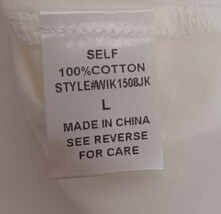 SELF
100%COTTON
STYLE#WIK1508JK
L
MADE IN CHINA
SEE REVERSE
FOR CARE